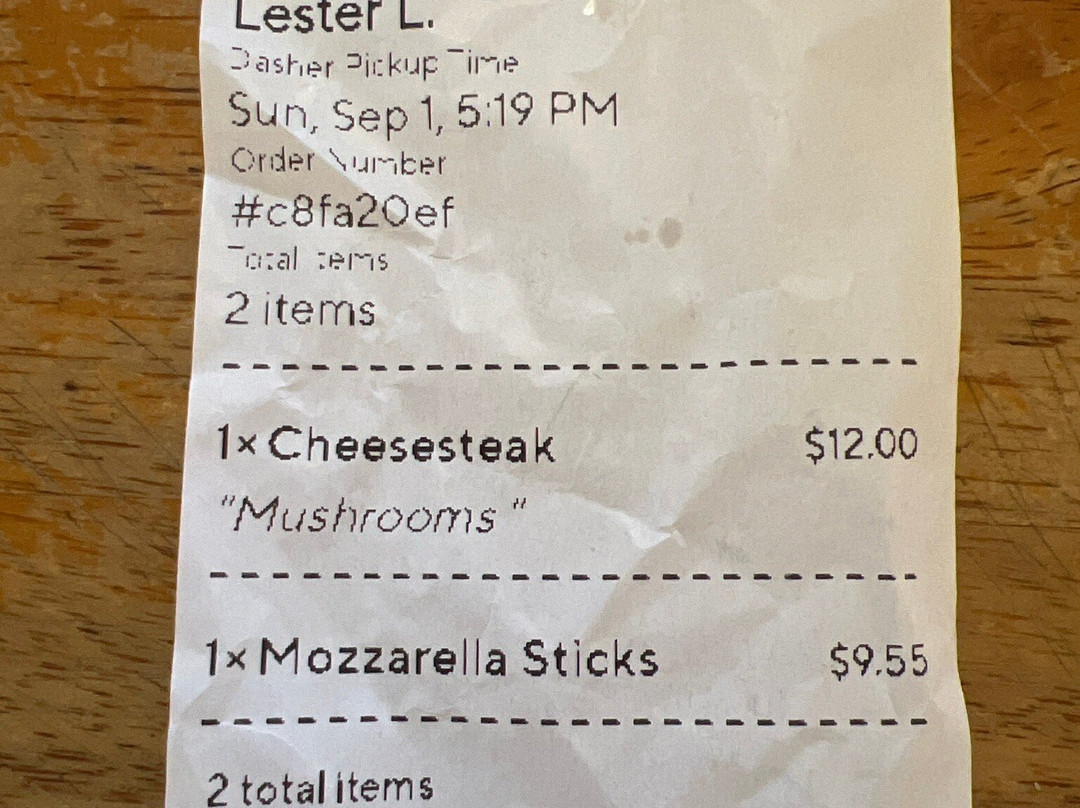 Lester L.
Dasher Pickup Time
Sun, Sep 1, 5:19 PM
Order Number
#c8fa20ef
Total Items
2 items
1× Cheesesteak $12.00
"Mushrooms "
1× Mozzarella Sticks $9.55
2 total items